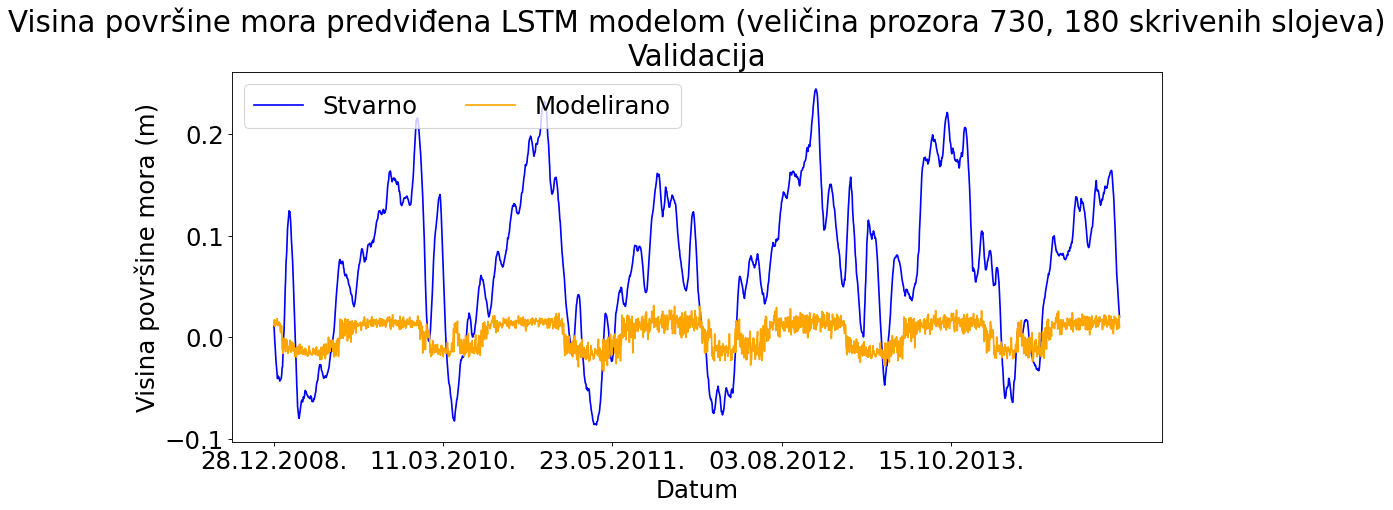 Visina površine mora predviđena LSTM modelom (veličina prozora 730, 180 skrivenih slojeva)
Validacija
Stvarno Modelirano
Visina površine mora (m)
0.2
0.1
0.0
−0.1
28.12.2008. 11.03.2010. 23.05.2011. 03.08.2012. 15.10.2013.
Datum